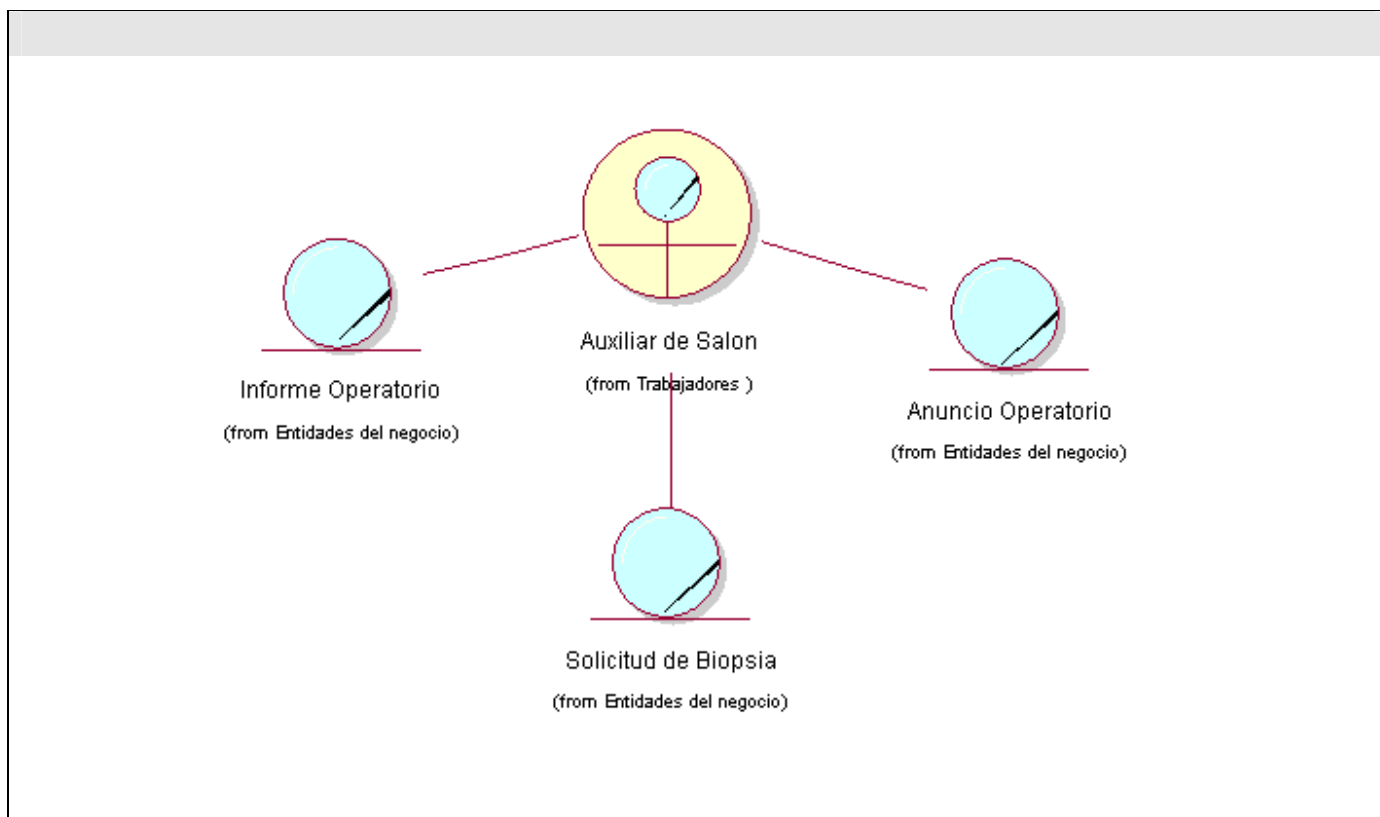 Auxiliar de Salon
(from Trabajadores )
Informe Operatorio
(from Entidades del negocio)
Anuncio Operatorio
(from Entidades del negocio)
Solicitud de Biopsia
(from Entidades del negocio)